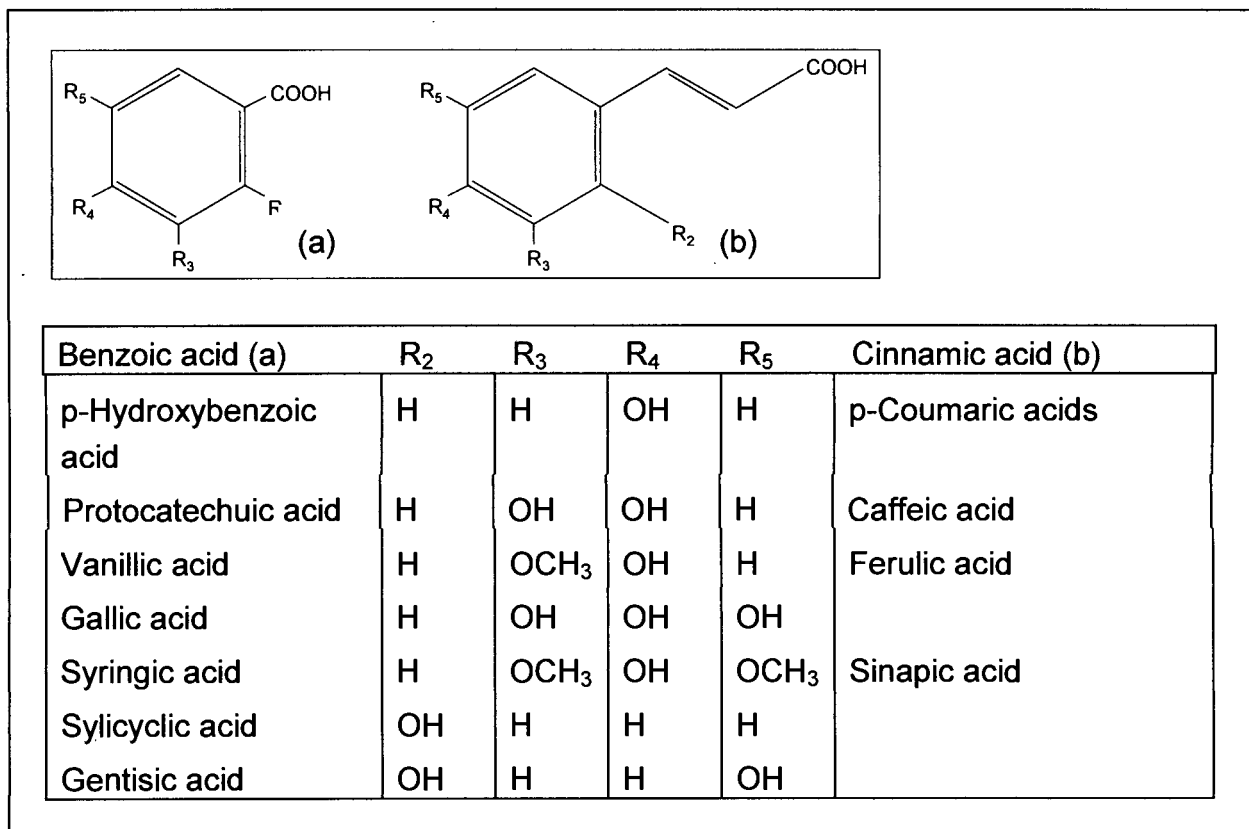 R5 COOH R4 F R3 (a)
R5 COOH R4 R3 R2 (b)
Benzoic acid (a) R2 R3 R4 R5 Cinnamic acid (b)
p-Hydroxybenzoic acid H H OH H p-Coumaric acids
Protocatechuic acid H OH OH H Caffeic acid
Vanillic acid H OCH3 OH H Ferulic acid
Gallic acid H OH OH OH
Syringic acid H OCH3 OH OCH3 Sinapic acid
Sylicyclic acid OH H H H
Gentisic acid OH H H OH